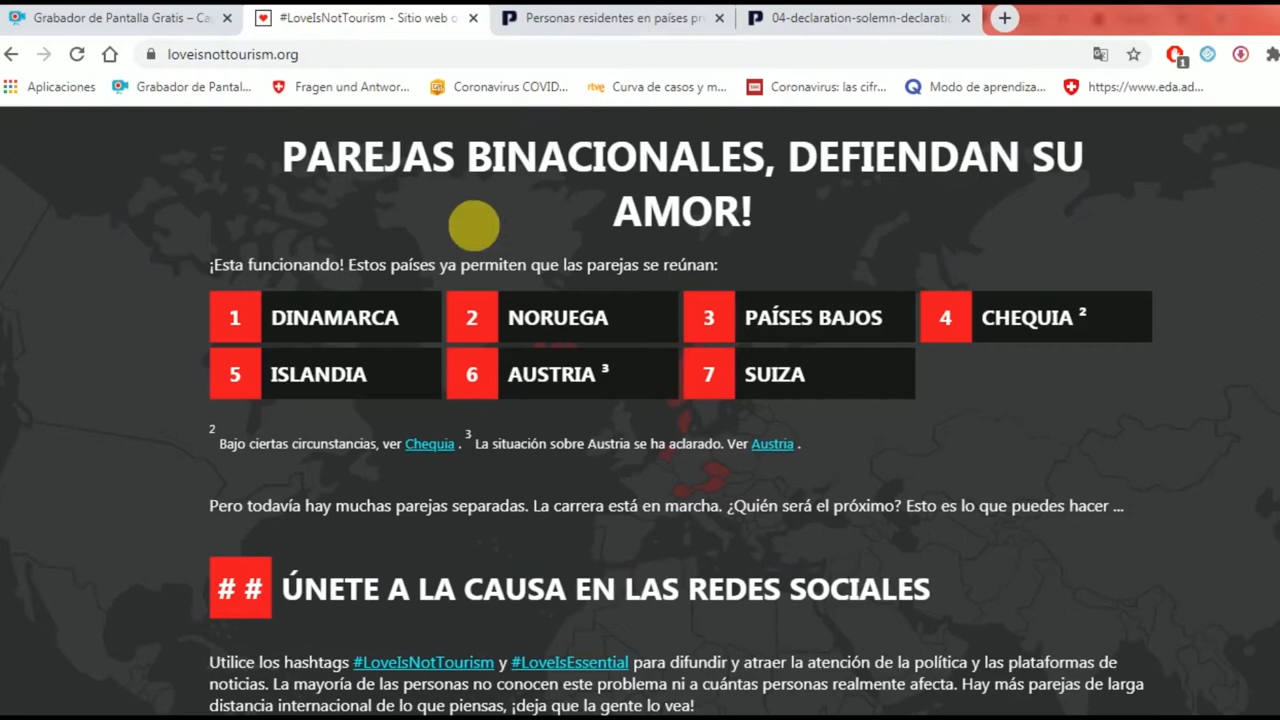 Grabador de Pantalla Gratis – Ca
#LoveIsNotTourism - Sitio web o
Personas residentes en países pr
04-declaration-solemn-declarati
loveisnottourism.org
1
Aplicaciones
Grabador de Pantal...
Fragen und Antwor...
Coronavirus COVID...
rtve Curva de casos y m...
Coronavirus: las cifr...
Modo de aprendiza...
https://www.eda.ad...
PAREJAS BINACIONALES, DEFIENDAN SU
AMOR!
¡Esta funcionando! Estos países ya permiten que las parejas se reúnan:
1 DINAMARCA 2 NORUEGA 3 PAÍSES BAJOS 4 CHEQUIA ²
5 ISLANDIA 6 AUSTRIA ³ 7 SUIZA
² Bajo ciertas circunstancias, ver Chequia . ³ La situación sobre Austria se ha aclarado. Ver Austria .
Pero todavía hay muchas parejas separadas. La carrera está en marcha. ¿Quién será el próximo? Esto es lo que puedes hacer ...
# # ÚNETE A LA CAUSA EN LAS REDES SOCIALES
Utilice los hashtags #LoveIsNotTourism y #LoveIsEssential para difundir y atraer la atención de la política y las plataformas de
noticias. La mayoría de las personas no conocen este problema ni a cuántas personas realmente afecta. Hay más parejas de larga
distancia internacional de lo que piensas, ¡deja que la gente lo vea!